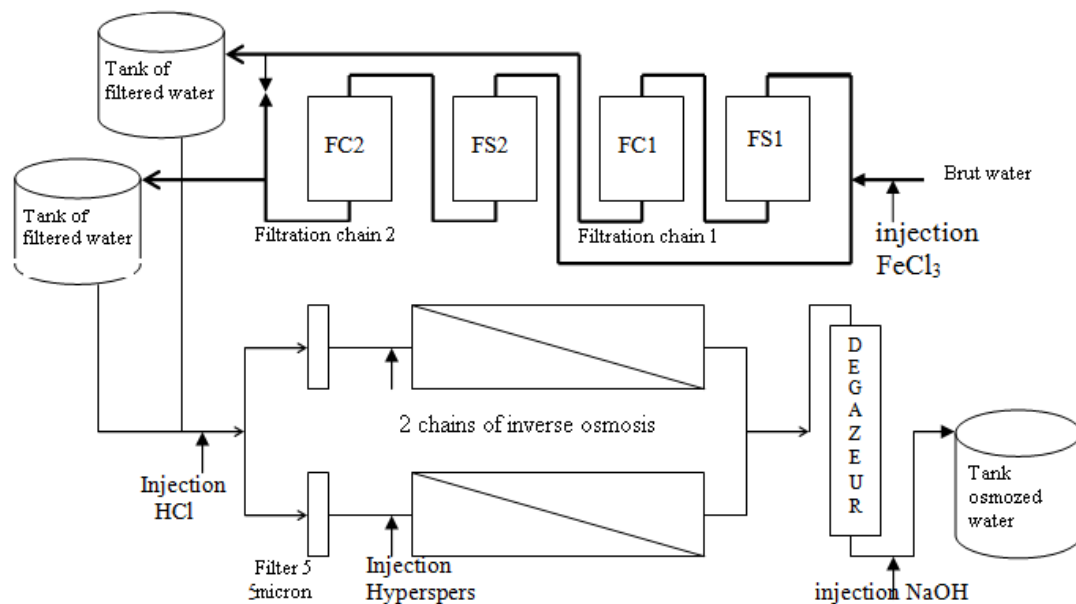 Tank of
filtered water
FC2
FS2
FC1
FS1
Brut water
injection
FeCl₃
Tank of
filtered water
Filtration chain 2
Filtration chain 1
2 chains of inverse osmosis
DEGAZEUR
Injection
HCl
Tank
osmozed
water
Filter 5
5micron
Injection
Hyperspers
injection NaOH